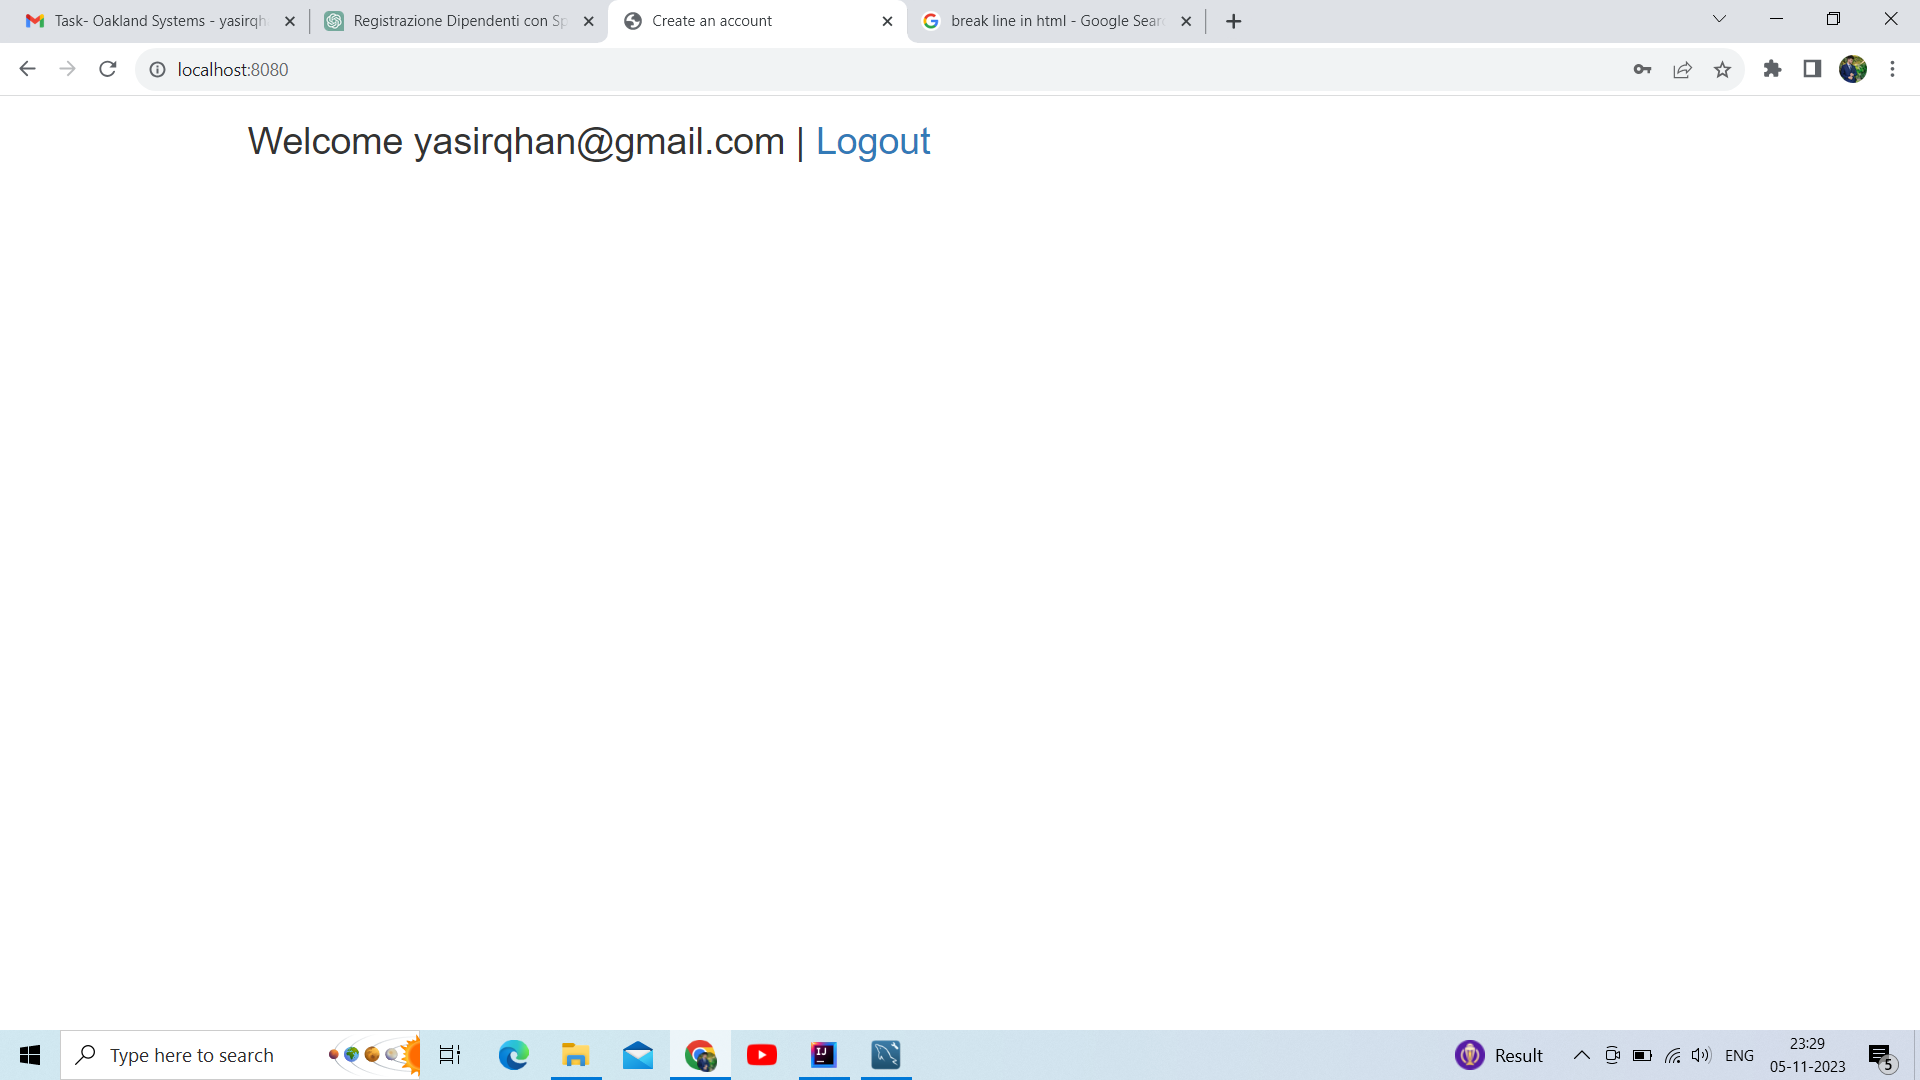 Task- Oakland Systems - yasirqh
Registrazione Dipendenti con Sp
Create an account
break line in html - Google Sear
localhost:8080
Welcome yasirqhan@gmail.com | Logout
Type here to search
IJ
Result
ENG
23:29
05-11-2023
5